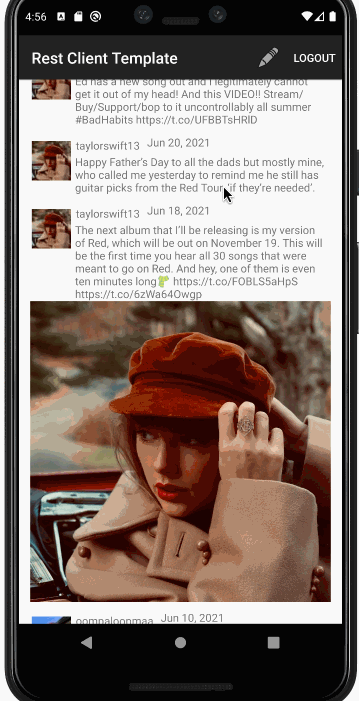 4:56
Rest Client Template
LOGOUT
Ed has a new song out and I legitimately cannot
get it out of my head! And this VIDEO!! Stream/
Buy/Support/bop to it uncontrollably all summer
#BadHabits https://t.co/UFBBTsHRlD
taylorswift13 Jun 20, 2021
Happy Father's Day to all the dads but mostly mine,
who called me yesterday to remind me he still has
guitar picks from the Red Tour 'if they're needed'.
taylorswift13 Jun 18, 2021
The next album that I'll be releasing is my version
of Red, which will be out on November 19. This will
be the first time you hear all 30 songs that were
meant to go on Red. And hey, one of them is even
ten minutes long https://t.co/FOBLS5aHpS
https://t.co/6zWa64Owgp
oompaloopmaa Jun 10, 2021